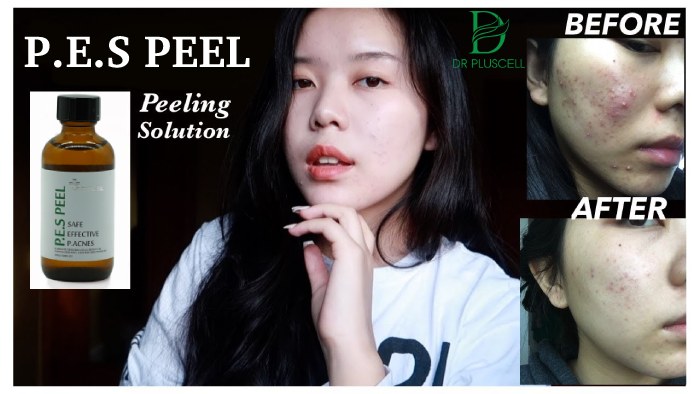 P.E.S PEEL
Peeling
Solution
P.E.S PEEL
SAFE
EFFECTIVE
P.ACNES
DR PLUSCELL
BEFORE
AFTER